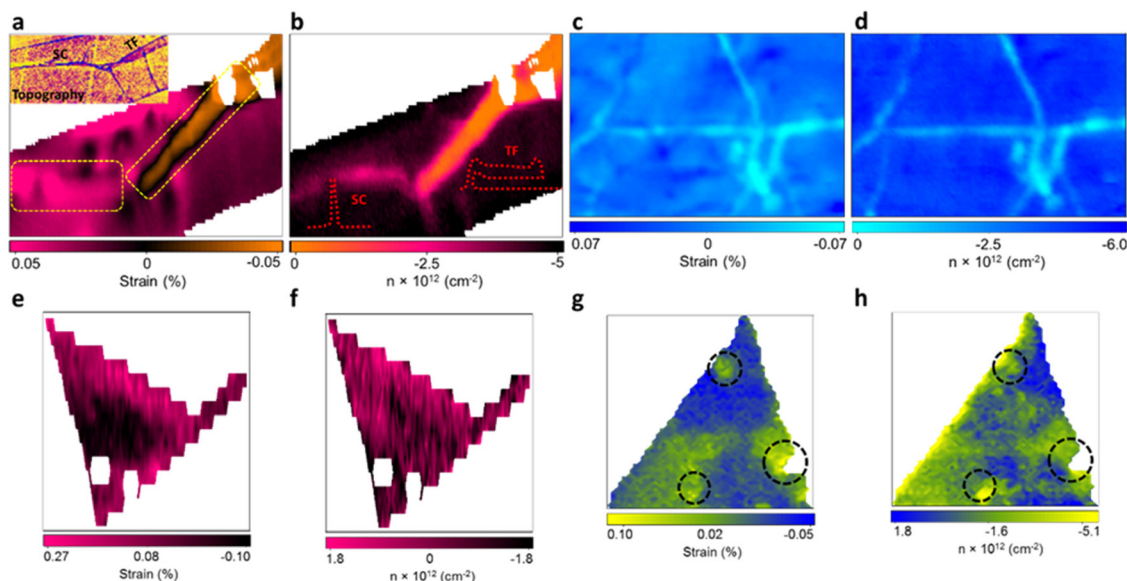 a
b
c
d
SC
TF
Topography
TF
SC
0.05 0 -0.05
Strain (%)
0 -2.5 -5
n × 10¹² (cm⁻²)
0.07 0 -0.07
Strain (%)
0 -2.5 -6.0
n × 10¹² (cm⁻²)
e
f
g
h
0.27 0.08 -0.10
Strain (%)
1.8 0 -1.8
n × 10¹² (cm⁻²)
0.10 0.02 -0.05
Strain (%)
1.8 -1.6 -5.1
n × 10¹² (cm⁻²)